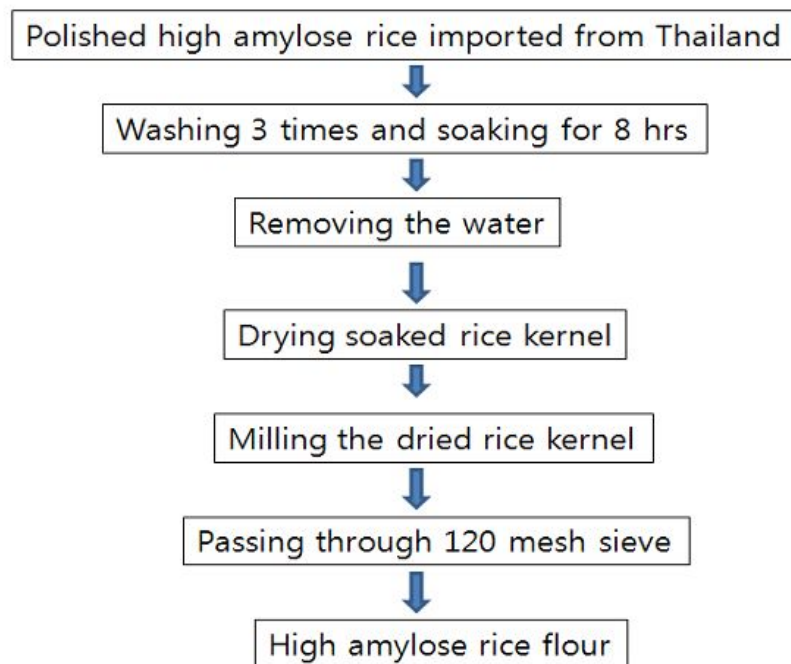 Polished high amylose rice imported from Thailand
Washing 3 times and soaking for 8 hrs
Removing the water
Drying soaked rice kernel
Milling the dried rice kernel
Passing through 120 mesh sieve
High amylose rice flour